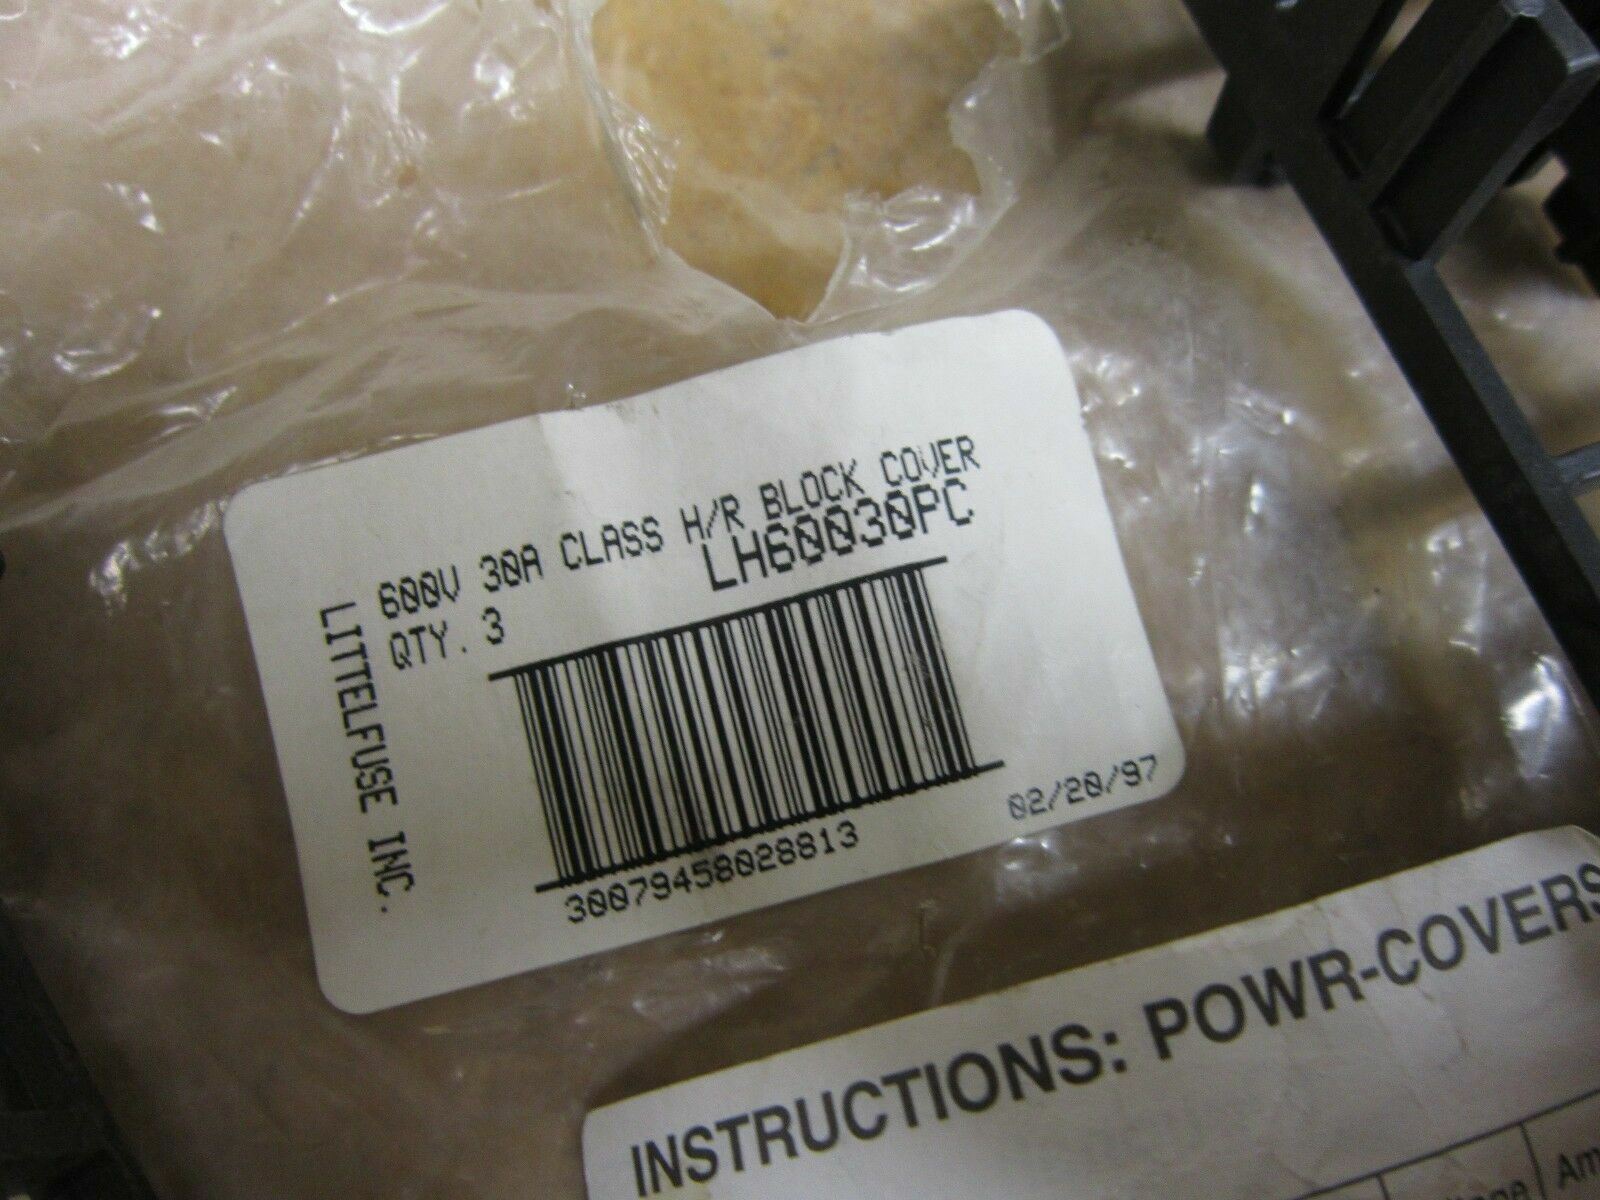 600V 30A CLASS H/R BLOCK COVER
QTY. 3
LH60030PC
LITTELFUSE INC.
30079458028813
02/20/97
INSTRUCTIONS: POWR-COVERS